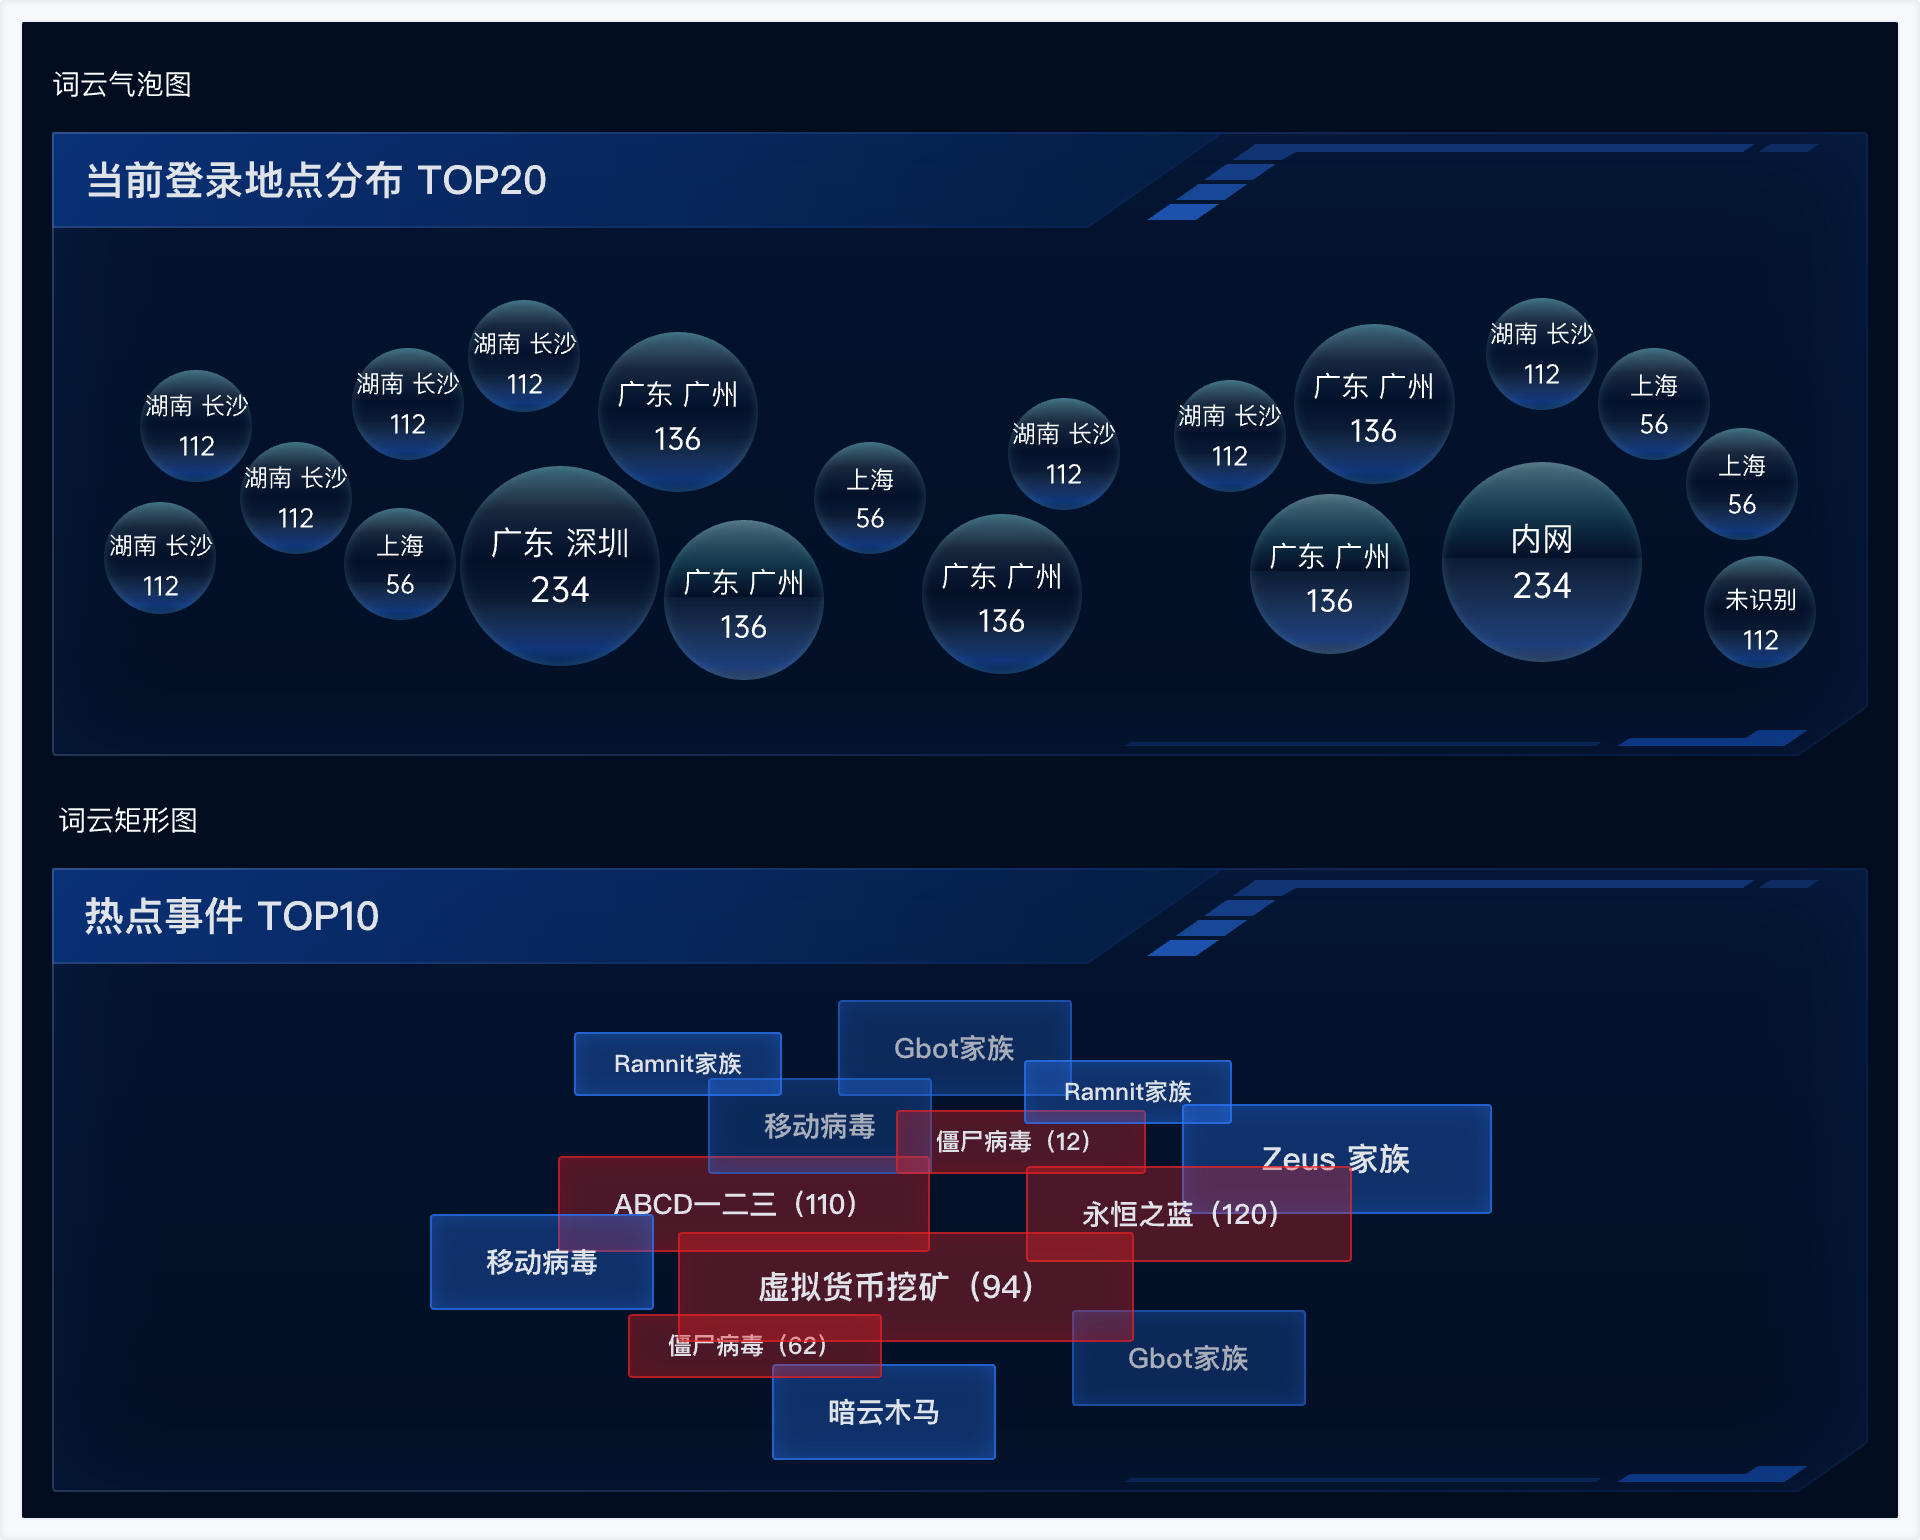 词云气泡图
当前登录地点分布 TOP20
湖南 长沙
112
湖南 长沙
112
湖南 长沙
112
湖南 长沙
112
湖南 长沙
112
上海
56
广东 深圳
234
广东 广州
136
广东 广州
136
上海
56
湖南 长沙
112
广东 广州
136
湖南 长沙
112
广东 广州
136
广东 广州
136
湖南 长沙
112
上海
56
上海
56
内网
234
未识别
112
词云矩形图
热点事件 TOP10
Gbot家族
Ramnit家族
Ramnit家族
移动病毒
僵尸病毒（12）
Zeus 家族
ABCD一二三（110）
永恒之蓝（120）
移动病毒
虚拟货币挖矿（94）
僵尸病毒（62）
Gbot家族
暗云木马